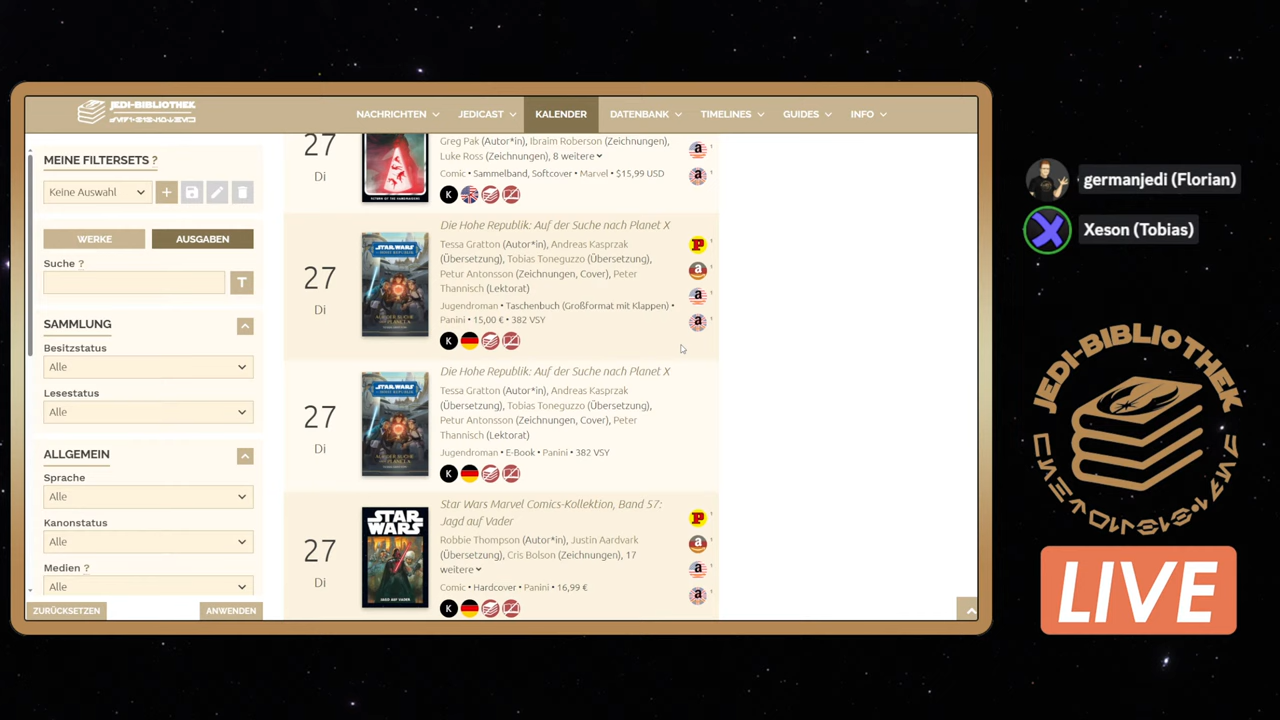 JEDI-BIBLIOTHEK
NACHRICHTEN
JEDICAST
KALENDER
DATENBANK
TIMELINES
GUIDES
INFO
MEINE FILTERSETS ?
Keine Auswahl
WERKE
AUSGABEN
Suche ?
T
SAMMLUNG
Besitzstatus
Alle
Lesestatus
Alle
ALLGEMEIN
Sprache
Alle
Kanonstatus
Alle
Medien ?
Alle
ZURÜCKSETZEN
ANWENDEN
27
Di
Greg Pak (Autor*in), Ibraim Roberson (Zeichnungen),
Luke Ross (Zeichnungen), 8 weitere
Comic • Sammelband, Softcover • Marvel • $15,99 USD
K
27
Di
Die Hohe Republik: Auf der Suche nach Planet X
Tessa Gratton (Autor*in), Andreas Kasprzak
(Übersetzung), Tobias Toneguzzo (Übersetzung),
Petur Antonsson (Zeichnungen, Cover), Peter
Thannisch (Lektorat)
Jugendroman • Taschenbuch (Großformat mit Klappen) •
Panini • 15,00 € • 382 VSY
K
27
Di
Die Hohe Republik: Auf der Suche nach Planet X
Tessa Gratton (Autor*in), Andreas Kasprzak
(Übersetzung), Tobias Toneguzzo (Übersetzung),
Petur Antonsson (Zeichnungen, Cover), Peter
Thannisch (Lektorat)
Jugendroman • E-Book • Panini • 382 VSY
K
27
Di
STAR WARS
JAGD AUF VADER
Star Wars Marvel Comics-Kollektion, Band 57:
Jagd auf Vader
Robbie Thompson (Autor*in), Justin Aardvark
(Übersetzung), Cris Bolson (Zeichnungen), 17
weitere
Comic • Hardcover • Panini • 16,99 €
K
germanjedi (Florian)
Xeson (Tobias)
JEDI-BIBLIOTHEK
LIVE